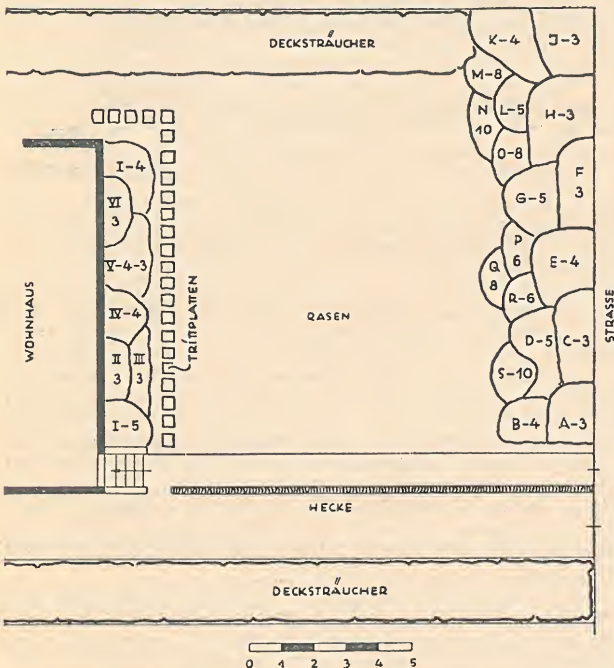 DECKSTRÄUCHER
K-4
J-3
M-8
N
10
L-5
H-3
O-8
I-4
VI
3
G-5
F
3
V-4-3
P
6
Q
8
E-4
R-6
WOHNHAUS
IV-4
TRITTPLATTEN
RASEN
STRASSE
II
3
III
3
D-5
C-3
S-10
I-5
B-4
A-3
HECKE
DECKSTRÄUCHER
0 1 2 3 4 5